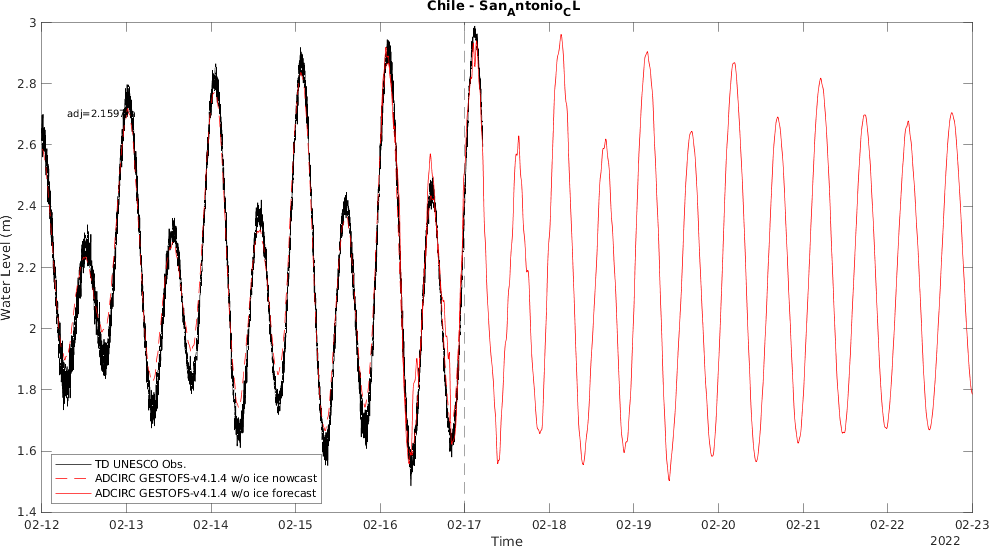 Chile - San_Antonio_CL
3
2.8
adj=2.1597
2.6
2.4
2.2
2
1.8
1.6
1.4
Water Level (m)
TD UNESCO Obs.
ADCIRC GESTOFS-v4.1.4 w/o ice nowcast
ADCIRC GESTOFS-v4.1.4 w/o ice forecast
02-12 02-13 02-14 02-15 02-16 02-17 02-18 02-19 02-20 02-21 02-22 02-23
Time
2022